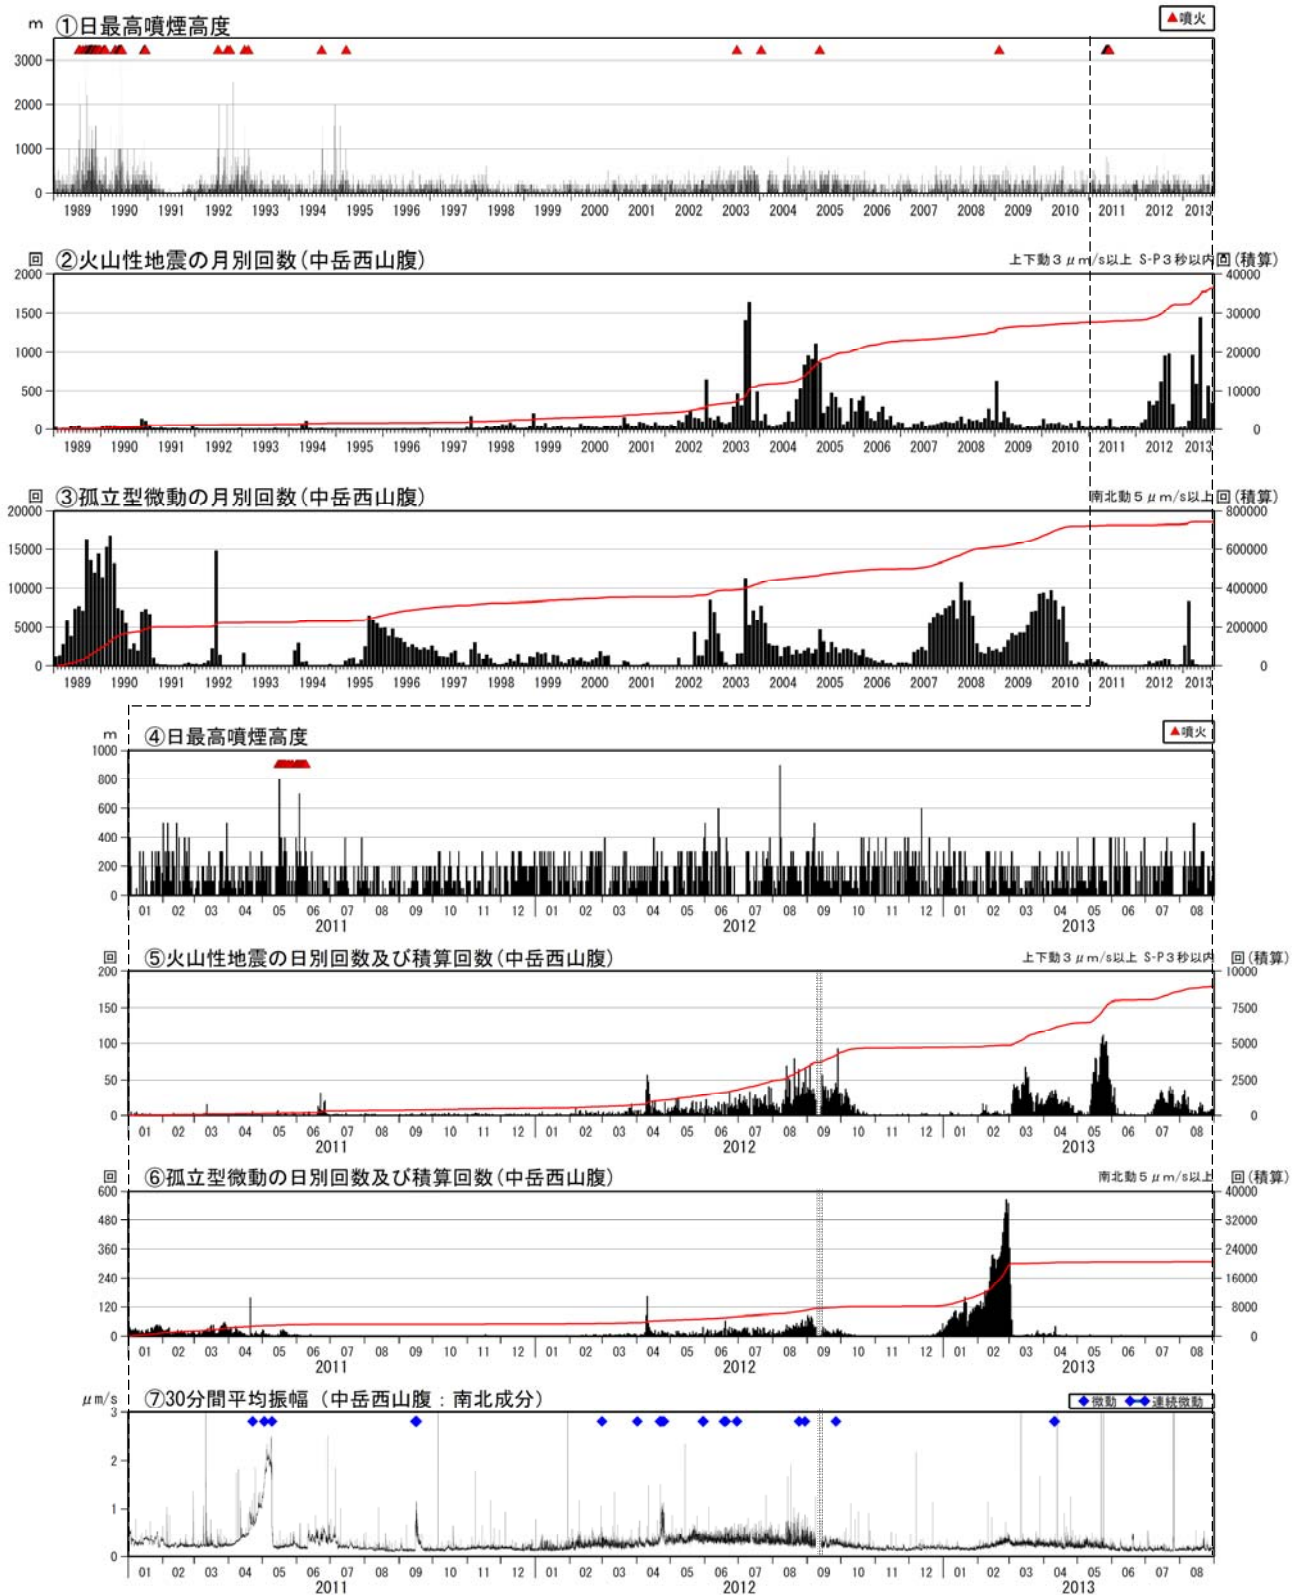 m ①日最高噴煙高度
▲噴火
3000
2000
1000
0
1989 1990 1991 1992 1993 1994 1995 1996 1997 1998 1999 2000 2001 2002 2003 2004 2005 2006 2007 2008 2009 2010 2011 2012 2013
回 ②火山性地震の月別回数(中岳西山腹)
上下動3μm/s以上 S-P3秒以内 回(積算)
2000 40000
1500 30000
1000 20000
500 10000
0 0
1989 1990 1991 1992 1993 1994 1995 1996 1997 1998 1999 2000 2001 2002 2003 2004 2005 2006 2007 2008 2009 2010 2011 2012 2013
回 ③孤立型微動の月別回数(中岳西山腹)
南北動5μm/s以上 回(積算)
20000 800000
15000 600000
10000 400000
5000 200000
0 0
1989 1990 1991 1992 1993 1994 1995 1996 1997 1998 1999 2000 2001 2002 2003 2004 2005 2006 2007 2008 2009 2010 2011 2012 2013
m ④日最高噴煙高度
▲噴火
1000
800
600
400
200
0
01 02 03 04 05 06 07 08 09 10 11 12 01 02 03 04 05 06 07 08 09 10 11 12 01 02 03 04 05 06 07 08
2011 2012 2013
回 ⑤火山性地震の日別回数及び積算回数(中岳西山腹)
上下動3μm/s以上 S-P3秒以内 回(積算)
200 10000
150 7500
100 5000
50 2500
0 0
01 02 03 04 05 06 07 08 09 10 11 12 01 02 03 04 05 06 07 08 09 10 11 12 01 02 03 04 05 06 07 08
2011 2012 2013
回 ⑥孤立型微動の日別回数及び積算回数(中岳西山腹)
南北動5μm/s以上 回(積算)
600 40000
480 32000
360 24000
240 16000
120 8000
0 0
01 02 03 04 05 06 07 08 09 10 11 12 01 02 03 04 05 06 07 08 09 10 11 12 01 02 03 04 05 06 07 08
2011 2012 2013
μm/s ⑦30分間平均振幅(中岳西山腹:南北成分)
◆微動 ◆─◆連続微動
3
2
1
0
01 02 03 04 05 06 07 08 09 10 11 12 01 02 03 04 05 06 07 08 09 10 11 12 01 02 03 04 05 06 07 08
2011 2012 2013